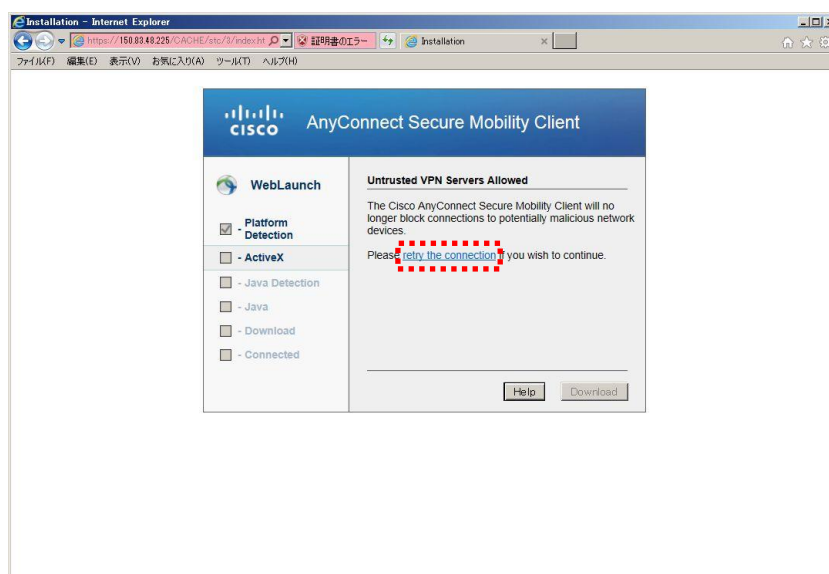 Installation - Internet Explorer
https://150.83.48.225/CACHE/stc/3/index.ht
証明書のエラー
Installation
ファイル(F) 編集(E) 表示(V) お気に入り(A) ツール(T) ヘルプ(H)
CISCO
AnyConnect Secure Mobility Client
WebLaunch
- Platform
Detection
- ActiveX
- Java Detection
- Java
- Download
- Connected
Untrusted VPN Servers Allowed
The Cisco AnyConnect Secure Mobility Client will no
longer block connections to potentially malicious network
devices.
Please retry the connection if you wish to continue.
Help
Download